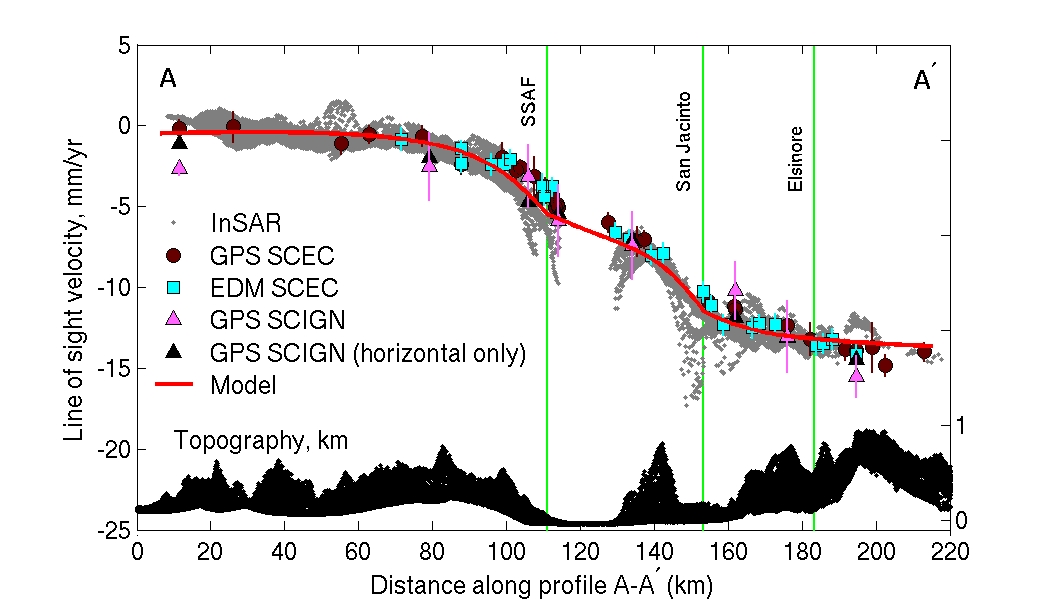 5
0
-5
-10
-15
-20
-25
Line of sight velocity, mm/yr
A
A´
SSAF
San Jacinto
Elsinore
InSAR
GPS SCEC
EDM SCEC
GPS SCIGN
GPS SCIGN (horizontal only)
Model
Topography, km
1
0
0 20 40 60 80 100 120 140 160 180 200 220
Distance along profile A-A´ (km)